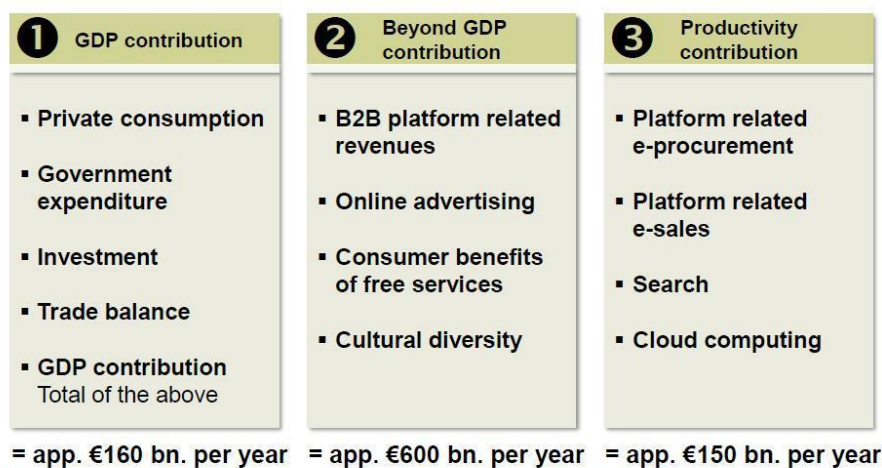 1 GDP contribution
▪ Private consumption
▪ Government
expenditure
▪ Investment
▪ Trade balance
▪ GDP contribution
Total of the above
= app. €160 bn. per year
2 Beyond GDP
contribution
▪ B2B platform related
revenues
▪ Online advertising
▪ Consumer benefits
of free services
▪ Cultural diversity
= app. €600 bn. per year
3 Productivity
contribution
▪ Platform related
e-procurement
▪ Platform related
e-sales
▪ Search
▪ Cloud computing
= app. €150 bn. per year